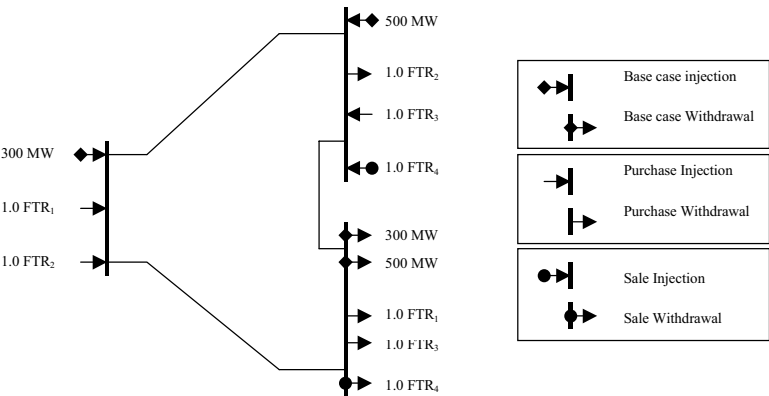 300 MW
1.0 FTR₁
1.0 FTR₂
500 MW
1.0 FTR₂
1.0 FTR₃
1.0 FTR₄
300 MW
500 MW
1.0 FTR₁
1.0 FTR₃
1.0 FTR₄
Base case injection
Base case Withdrawal
Purchase Injection
Purchase Withdrawal
Sale Injection
Sale Withdrawal